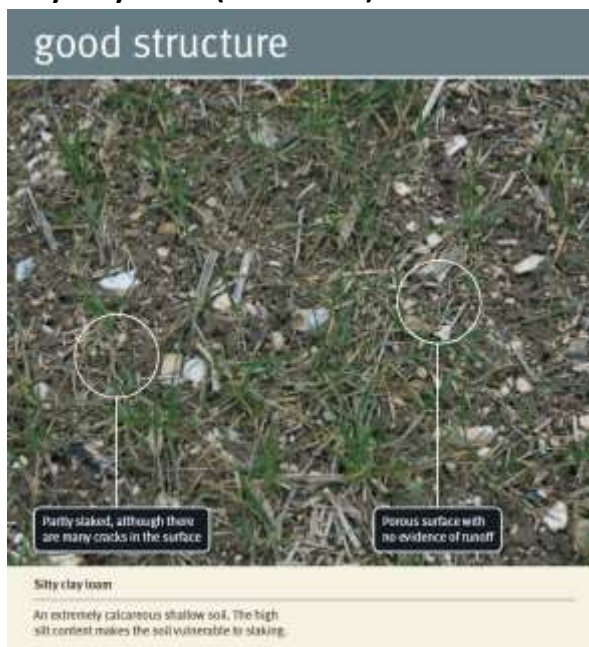 good structure
Partly slaked, although there
are many cracks in the surface
Porous surface with
no evidence of runoff
Silty clay loam
An extremely calcareous shallow soil. The high
silt content makes the soil vulnerable to slaking.